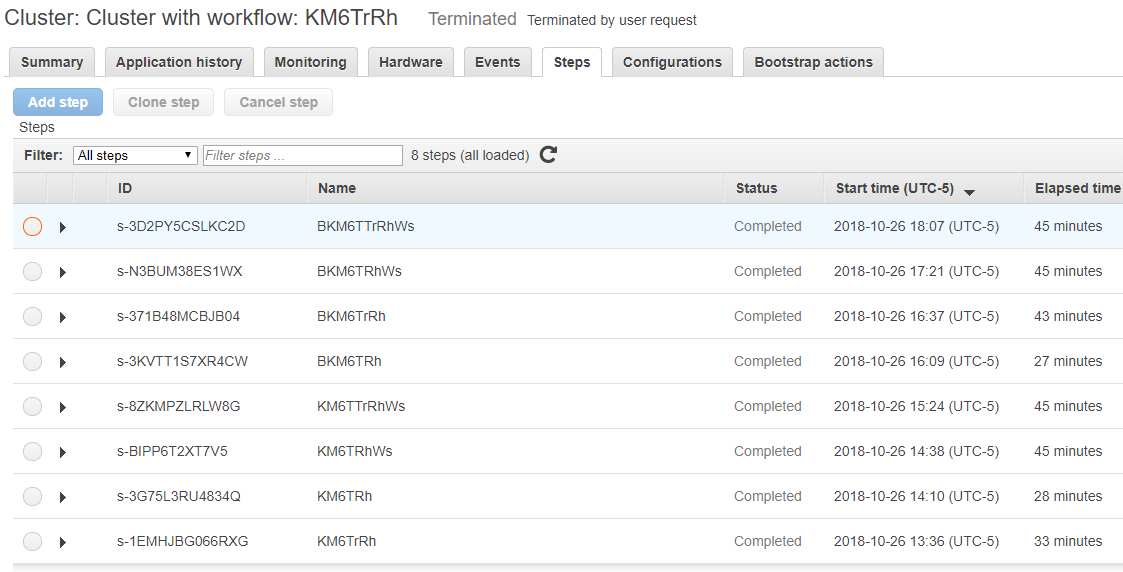 Cluster: Cluster with workflow: KM6TrRh Terminated Terminated by user request
Summary Application history Monitoring Hardware Events Steps Configurations Bootstrap actions
Add step Clone step Cancel step
Steps
Filter: All steps Filter steps ... 8 steps (all loaded)
ID Name Status Start time (UTC-5) Elapsed time
s-3D2PY5CSLKC2D BKM6TTrRhWs Completed 2018-10-26 18:07 (UTC-5) 45 minutes
s-N3BUM38ES1WX BKM6TRhWs Completed 2018-10-26 17:21 (UTC-5) 45 minutes
s-371B48MCBJB04 BKM6TrRh Completed 2018-10-26 16:37 (UTC-5) 43 minutes
s-3KVTT1S7XR4CW BKM6TRh Completed 2018-10-26 16:09 (UTC-5) 27 minutes
s-8ZKMPZLRLW8G KM6TTrRhWs Completed 2018-10-26 15:24 (UTC-5) 45 minutes
s-BIPP6T2XT7V5 KM6TRhWs Completed 2018-10-26 14:38 (UTC-5) 45 minutes
s-3G75L3RU4834Q KM6TRh Completed 2018-10-26 14:10 (UTC-5) 28 minutes
s-1EMHJBG066RXG KM6TrRh Completed 2018-10-26 13:36 (UTC-5) 33 minutes